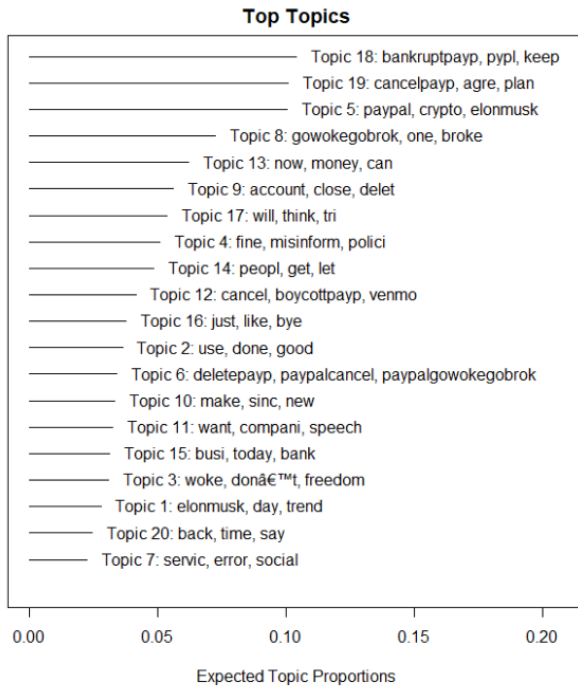 Top Topics
Topic 18: bankruptpayp, pypl, keep
Topic 19: cancelpayp, agre, plan
Topic 5: paypal, crypto, elonmusk
Topic 8: gowokegobrok, one, broke
Topic 13: now, money, can
Topic 9: account, close, delet
Topic 17: will, think, tri
Topic 4: fine, misinform, polici
Topic 14: peopl, get, let
Topic 12: cancel, boycottpayp, venmo
Topic 16: just, like, bye
Topic 2: use, done, good
Topic 6: deletepayp, paypalcancel, paypalgowokegobrok
Topic 10: make, sinc, new
Topic 11: want, compani, speech
Topic 15: busi, today, bank
Topic 3: woke, donâ€™t, freedom
Topic 1: elonmusk, day, trend
Topic 20: back, time, say
Topic 7: servic, error, social
0.00 0.05 0.10 0.15 0.20
Expected Topic Proportions